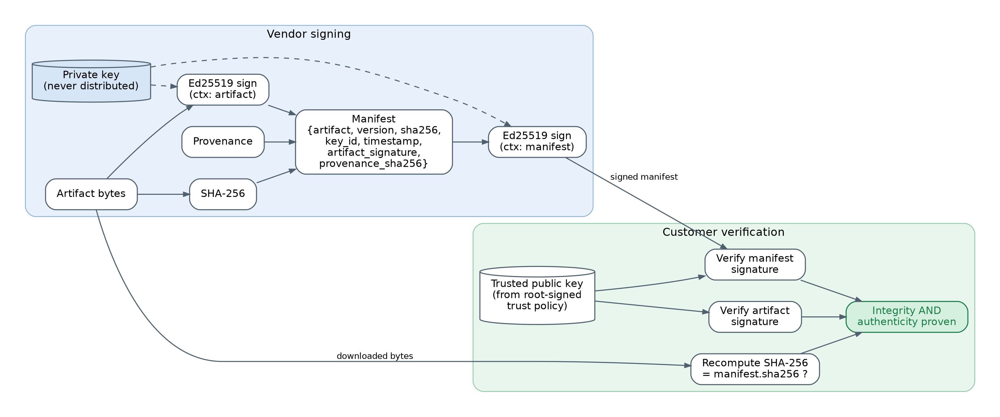 Vendor signing
Private key
(never distributed)
Ed25519 sign
(ctx: artifact)
Provenance
Manifest
{artifact, version, sha256,
key_id, timestamp,
artifact_signature,
provenance_sha256}
Ed25519 sign
(ctx: manifest)
Artifact bytes
SHA-256
signed manifest
Customer verification
Verify manifest
signature
Trusted public key
(from root-signed
trust policy)
Verify artifact
signature
Integrity AND
authenticity proven
downloaded bytes
Recompute SHA-256
= manifest.sha256 ?